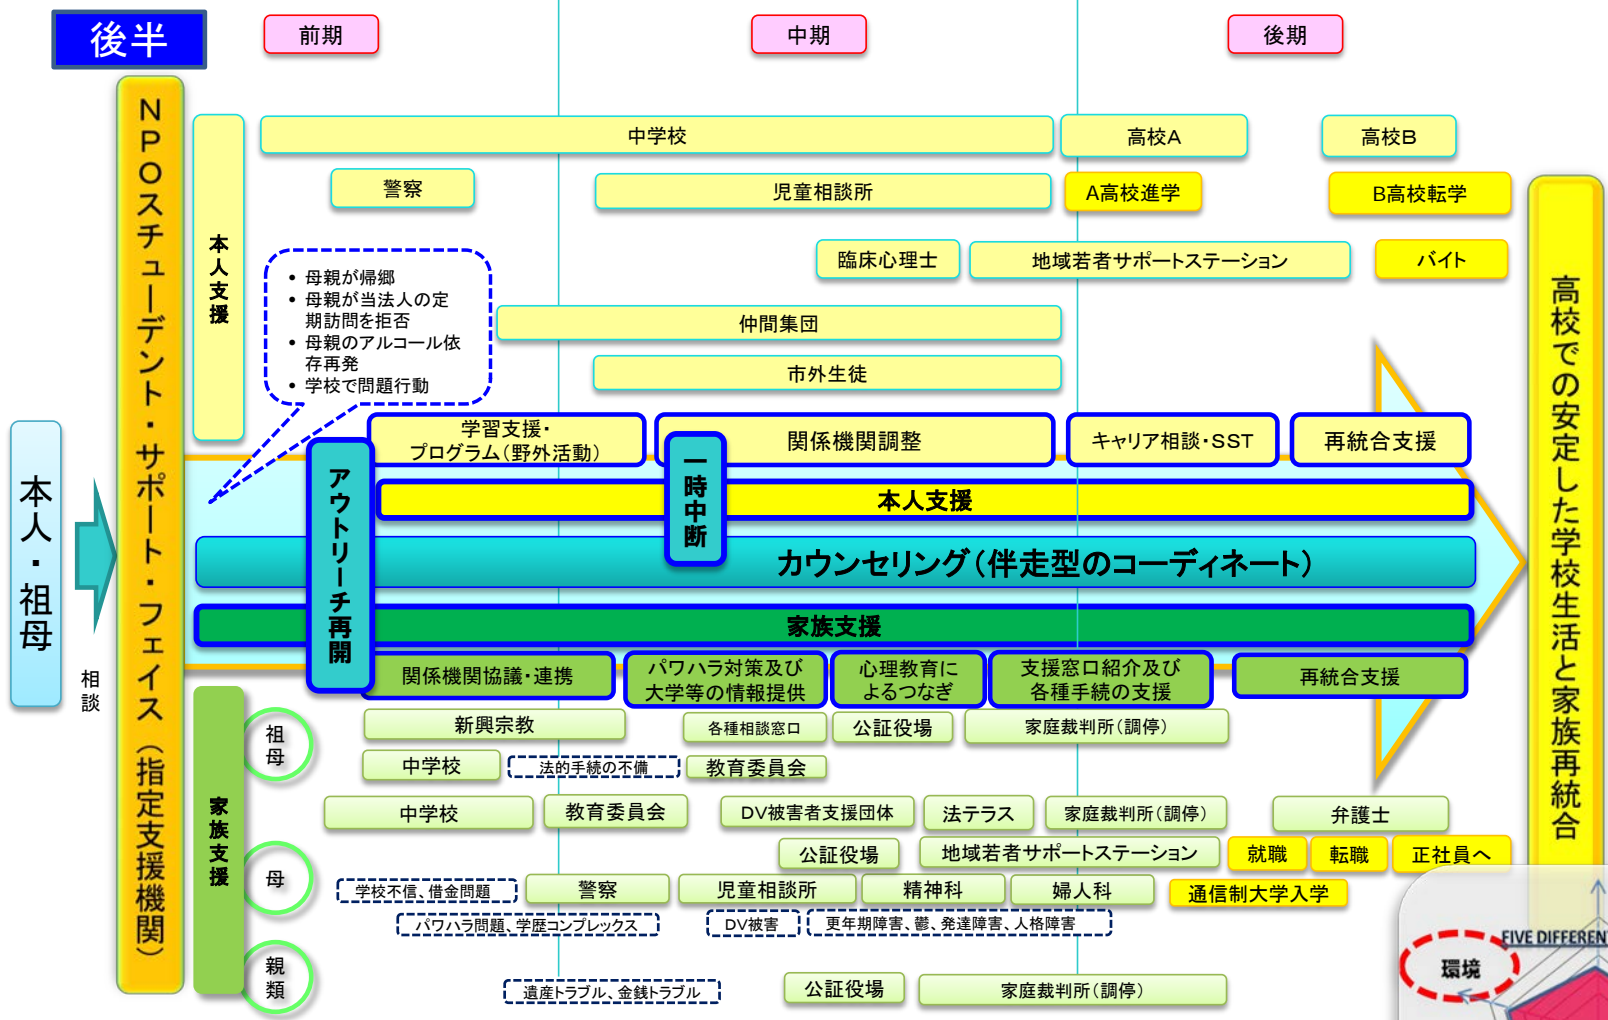 後半
前期
中期
後期
本人・祖母
相談
NPOスチューデント・サポート・フェイス（指定支援機関）
本人支援
中学校
高校A
高校B
警察
児童相談所
A高校進学
B高校転学
臨床心理士
地域若者サポートステーション
バイト
• 母親が帰郷
• 母親が当法人の定
期訪問を拒否
• 母親のアルコール依
存再発
• 学校で問題行動
仲間集団
市外生徒
アウトリーチ再開
学習支援・
プログラム（野外活動）
一時中断
関係機関調整
キャリア相談・SST
再統合支援
本人支援
カウンセリング（伴走型のコーディネート）
家族支援
関係機関協議・連携
パワハラ対策及び
大学等の情報提供
心理教育に
よるつなぎ
支援窓口紹介及び
各種手続の支援
再統合支援
家族支援
祖母
新興宗教
各種相談窓口
公証役場
家庭裁判所（調停）
中学校
法的手続の不備
教育委員会
母
中学校
教育委員会
DV被害者支援団体
法テラス
家庭裁判所（調停）
弁護士
公証役場
地域若者サポートステーション
就職
転職
正社員へ
学校不信、借金問題
警察
児童相談所
精神科
婦人科
通信制大学入学
パワハラ問題、学歴コンプレックス
DV被害
更年期障害、鬱、発達障害、人格障害
親類
遺産トラブル、金銭トラブル
公証役場
家庭裁判所（調停）
高校での安定した学校生活と家族再統合
FIVE DIFFEREN
環境